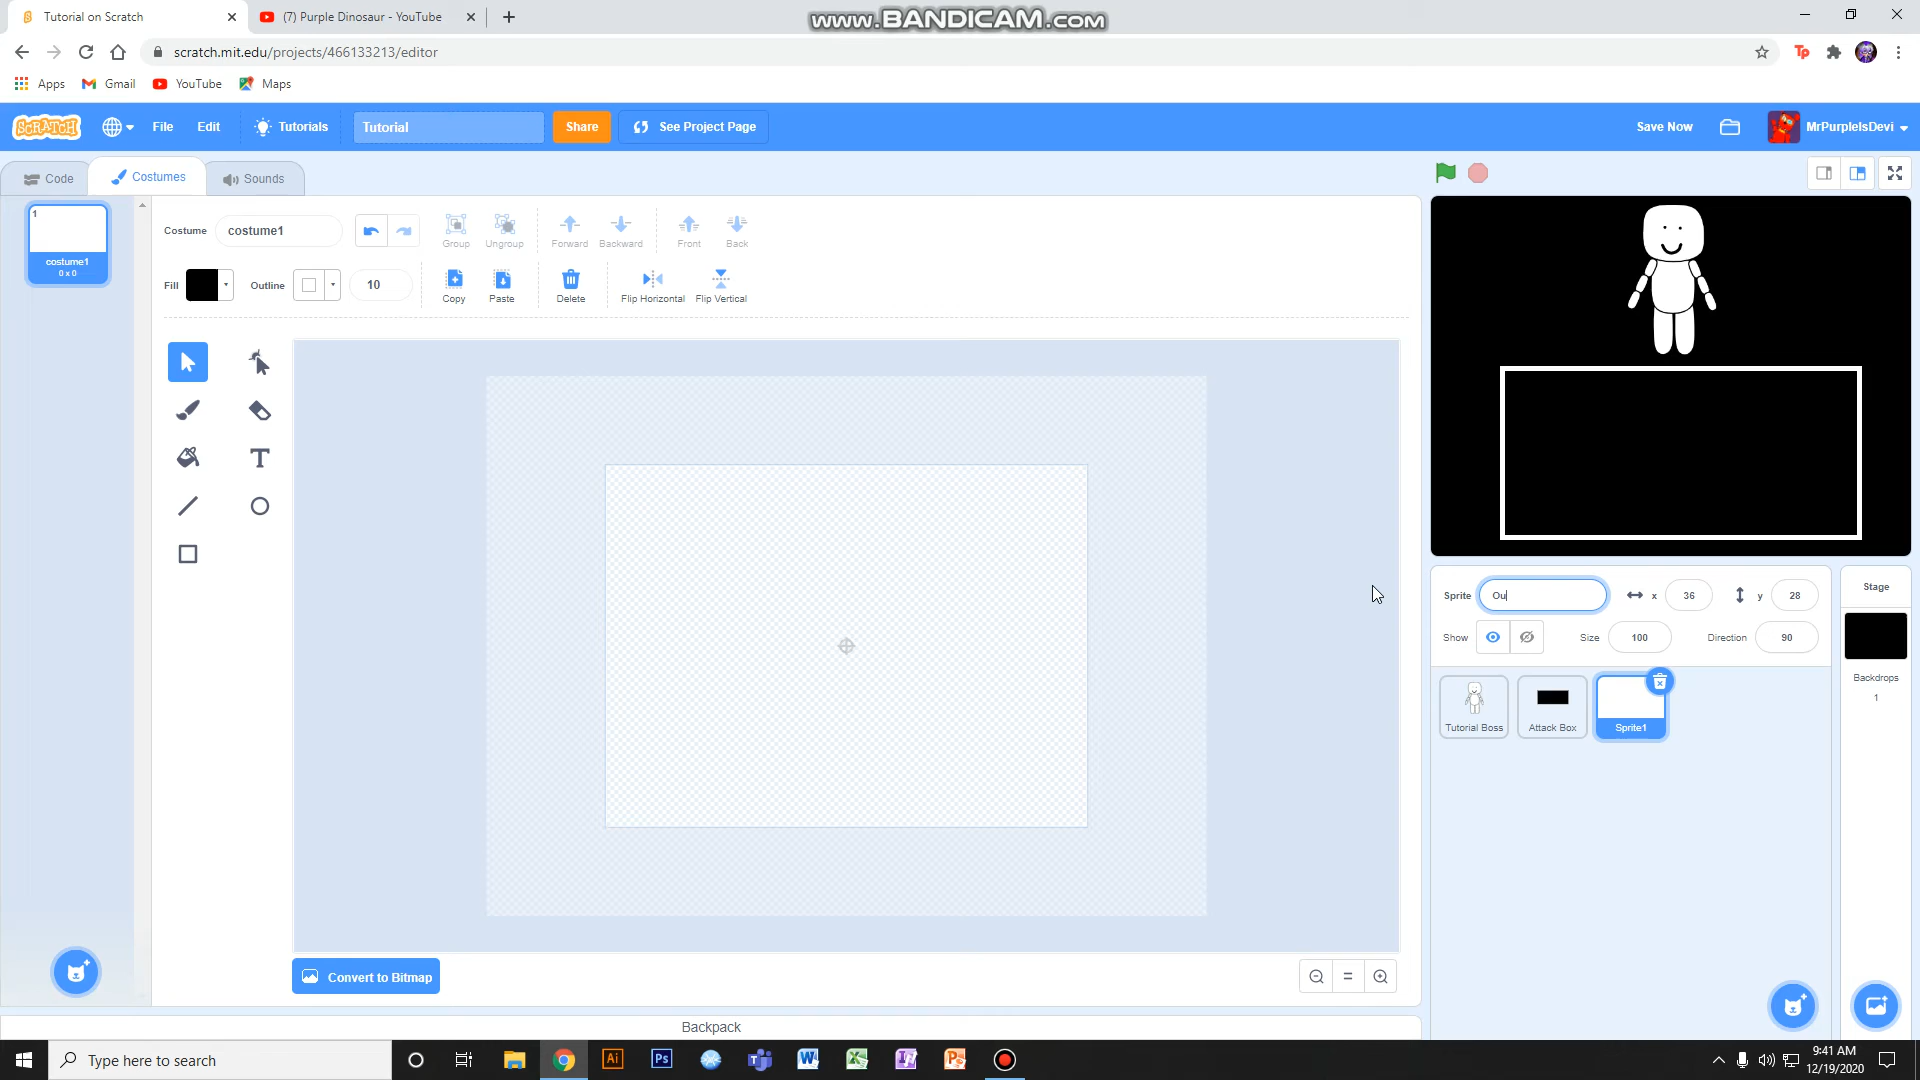 Tutorial on Scratch
(7) Purple Dinosaur - YouTube
www.BANDICAM.com
scratch.mit.edu/projects/466133213/editor
Tp
Apps
Gmail
YouTube
Maps
SCRATCH
File
Edit
Tutorials
Tutorial
Share
See Project Page
Save Now
MrPurpleIsDevi
Code
Costumes
Sounds
1
costume1
0 x 0
Costume
costume1
Group
Ungroup
Forward
Backward
Front
Back
Fill
Outline
10
Copy
Paste
Delete
Flip Horizontal
Flip Vertical
T
Convert to Bitmap
Backpack
Sprite
Ou
x
36
y
28
Show
Size
100
Direction
90
Tutorial Boss
Attack Box
Sprite1
Stage
Backdrops
1
Type here to search
Ai
Ps
9:41 AM
12/19/2020